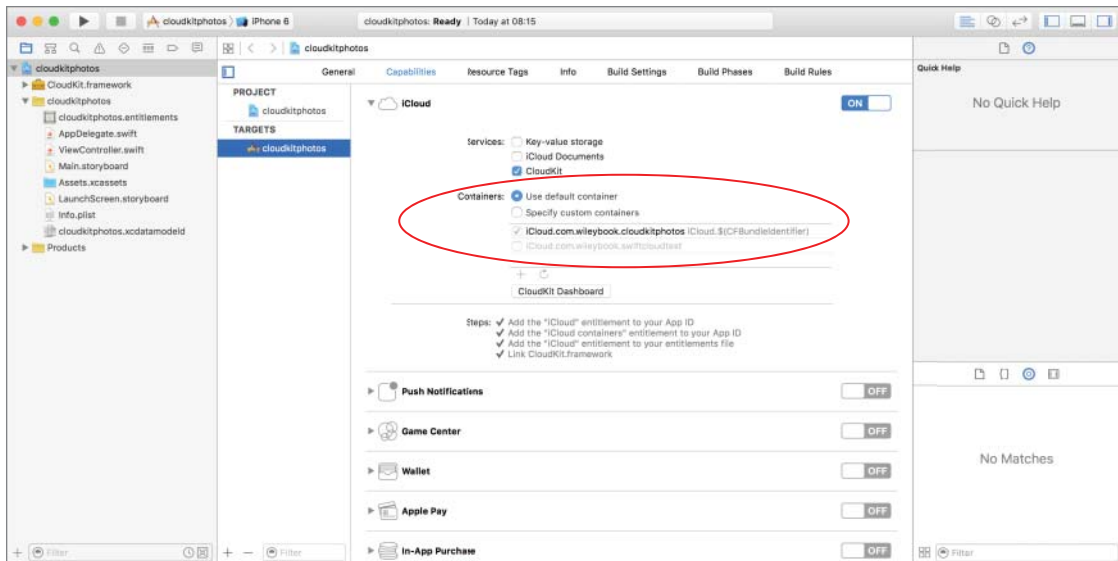 cloudkitphotos
iPhone 6
cloudkitphotos: Ready | Today at 08:15
cloudkitphotos
CloudKit.framework
cloudkitphotos
cloudkitphotos.entitlements
AppDelegate.swift
ViewController.swift
Main.storyboard
Assets.xcassets
LaunchScreen.storyboard
Info.plist
cloudkitphotos.xcdatamodeld
Products
Filter
cloudkitphotos
General Capabilities Resource Tags Info Build Settings Build Phases Build Rules
PROJECT
cloudkitphotos
TARGETS
cloudkitphotos
Filter
iCloud
ON
Services: Key-value storage
iCloud Documents
CloudKit
Containers: Use default container
Specify custom containers
iCloud.com.wileybook.cloudkitphotos iCloud.$(CFBundleIdentifier)
iCloud.com.wileybook.swiftcloudtest
CloudKit Dashboard
Steps: ✓ Add the "iCloud" entitlement to your App ID
✓ Add the "iCloud containers" entitlement to your App ID
✓ Add the "iCloud" entitlement to your entitlements file
✓ Link CloudKit.framework
Push Notifications OFF
Game Center OFF
Wallet OFF
Apple Pay OFF
In-App Purchase OFF
Quick Help
No Quick Help
No Matches
Filter